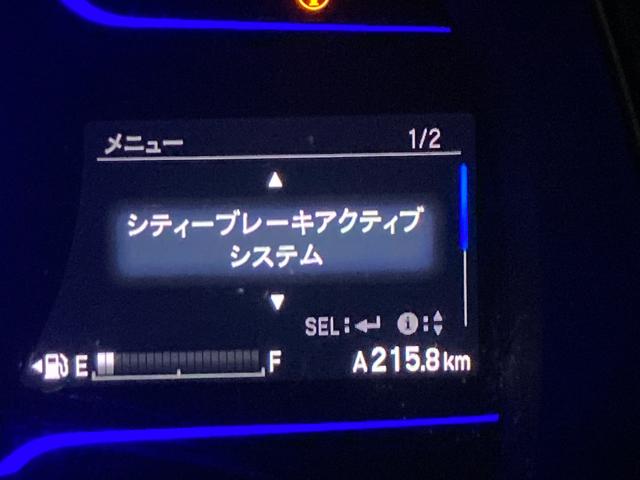 メニュー 1/2
シティーブレーキアクティブ
システム
SEL:
E F A215.8km